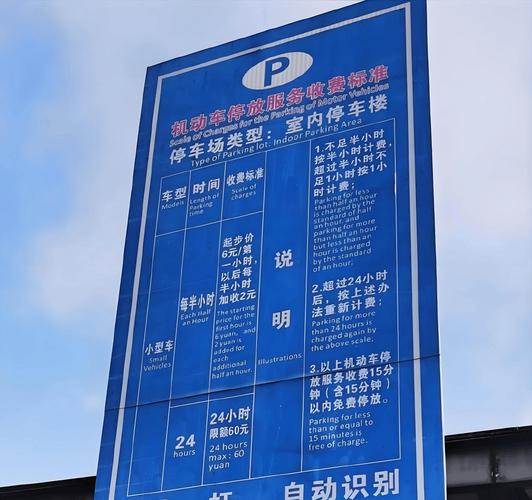 P
机动车停放服务收费标准
Scale of Charges for the Parking of Motor Vehicles
停车场类型：室内停车楼
Type of Parking lot: Indoor Parking Area
车型
Models
时间
Length of
Parking
time
收费标准
Scale of
charges
小型车
Small
Vehicles
每半小时
Each Half
an Hour
起步价
6元/第
一小时，
以后每
半小时
加收2元
The starting
price for the
first hour is
6 yuan, and
2 yuan is
added for
each
additional
half an hour.
24
hours
24小时
限额60元
24 hours
max: 60
yuan
说
明
Illustrations
1.不足半小时
按半小时计费，
超过半小时不
足1小时按1小
时计费；
Parking for less
than half an hour
is charged by the
standard of half
an hour, and
parking for more
than half an hour
but less than an
hour is charged
by the standard
of an hour;
2.超过24小时
后，按上述办
法重新计费；
Parking for more
than 24 hours is
charged again by
the above scale;
3.以上机动车停
放服务收费15分
钟（含15分钟）
以内免费停放。
Parking for less
than or equal to
15 minutes is
free of charge.
自动识别